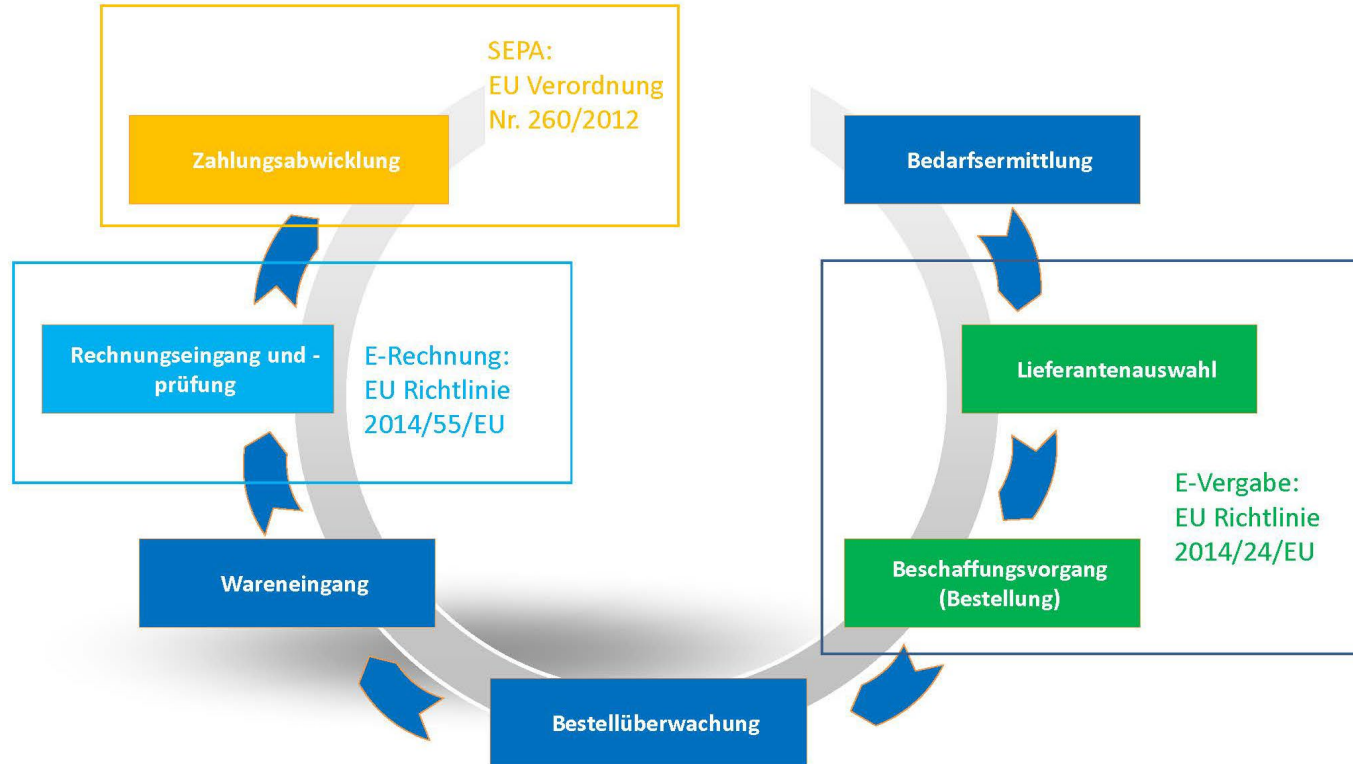 SEPA:
EU Verordnung
Nr. 260/2012
Zahlungsabwicklung
Bedarfsermittlung
Rechnungseingang und -
prüfung
E-Rechnung:
EU Richtlinie
2014/55/EU
Lieferantenauswahl
E-Vergabe:
EU Richtlinie
2014/24/EU
Wareneingang
Beschaffungsvorgang
(Bestellung)
Bestellüberwachung